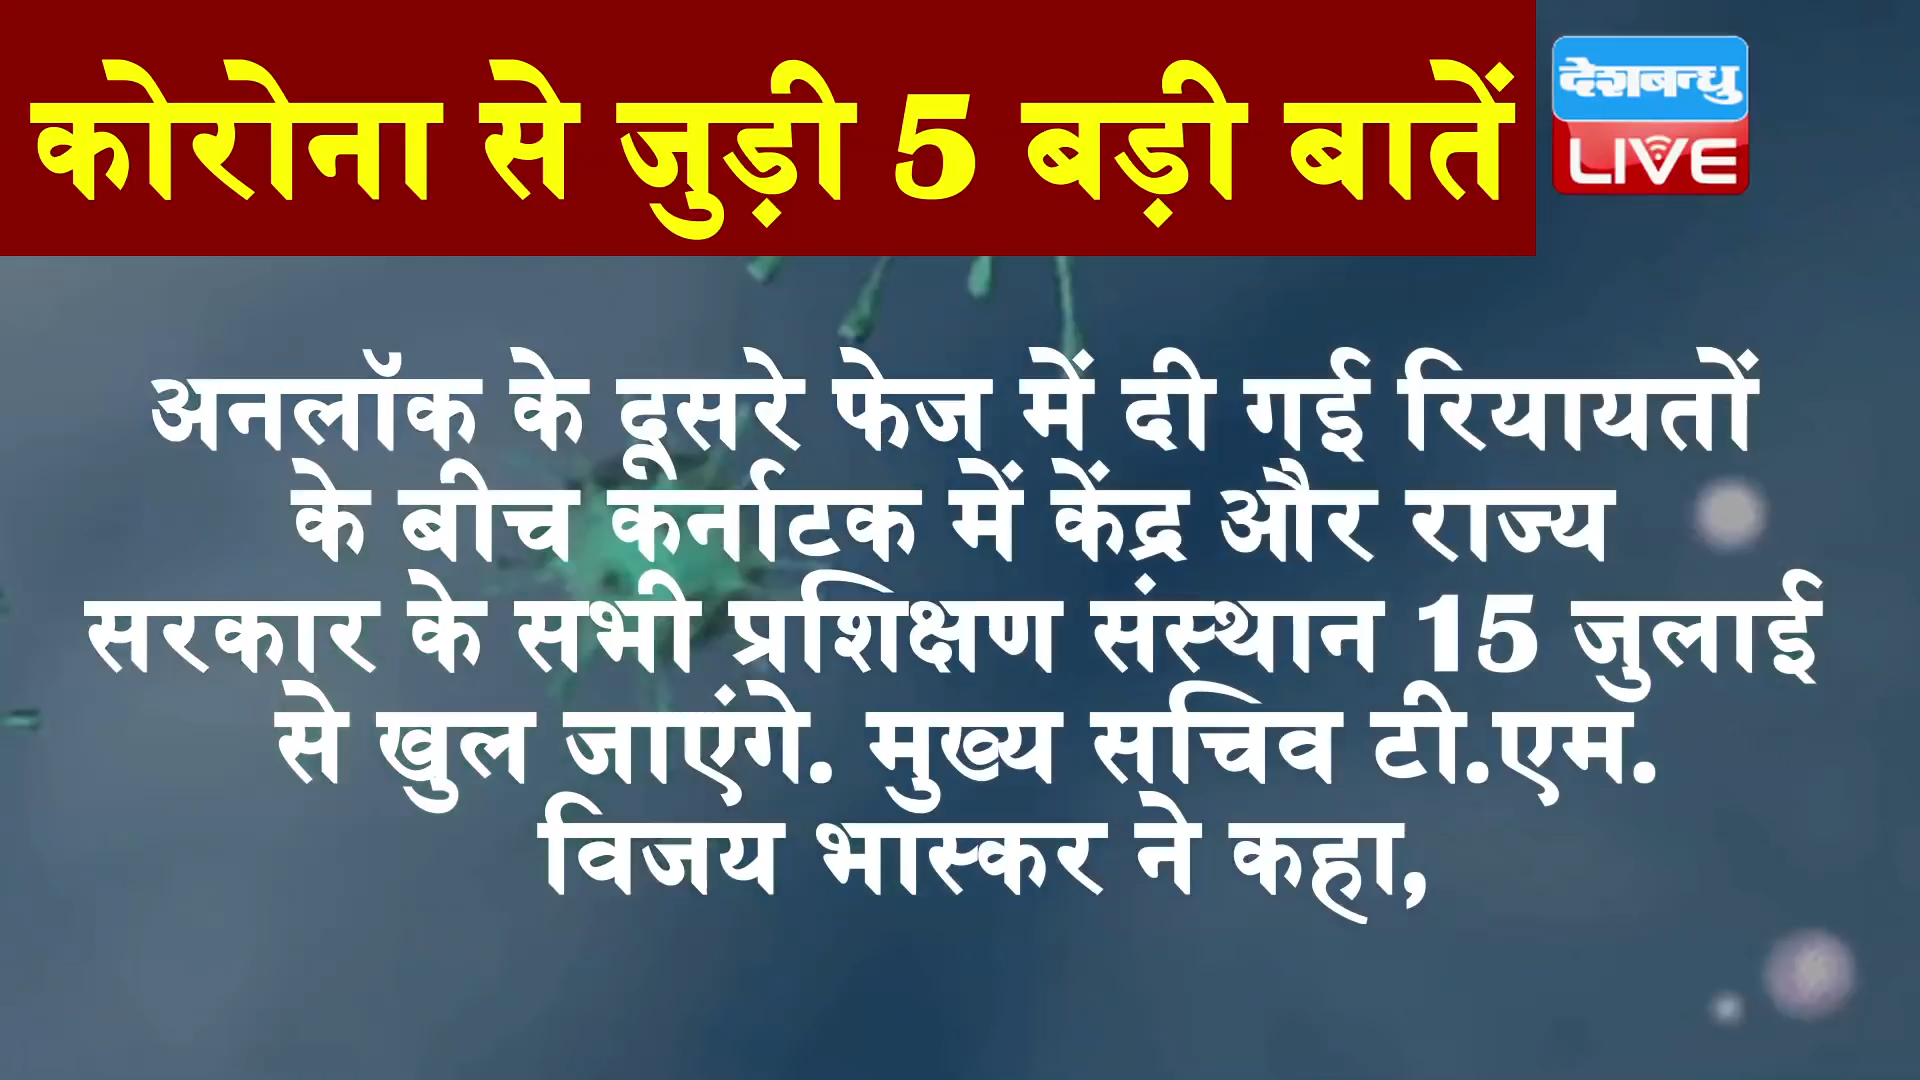 कोरोना से जुड़ी 5 बड़ी बातें
देशबन्धु
LIVE
अनलॉक के दूसरे फेज में दी गई रियायतों
के बीच कर्नाटक में केंद्र और राज्य
सरकार के सभी प्रशिक्षण संस्थान 15 जुलाई
से खुल जाएंगे. मुख्य सचिव टी.एम.
विजय भास्कर ने कहा,